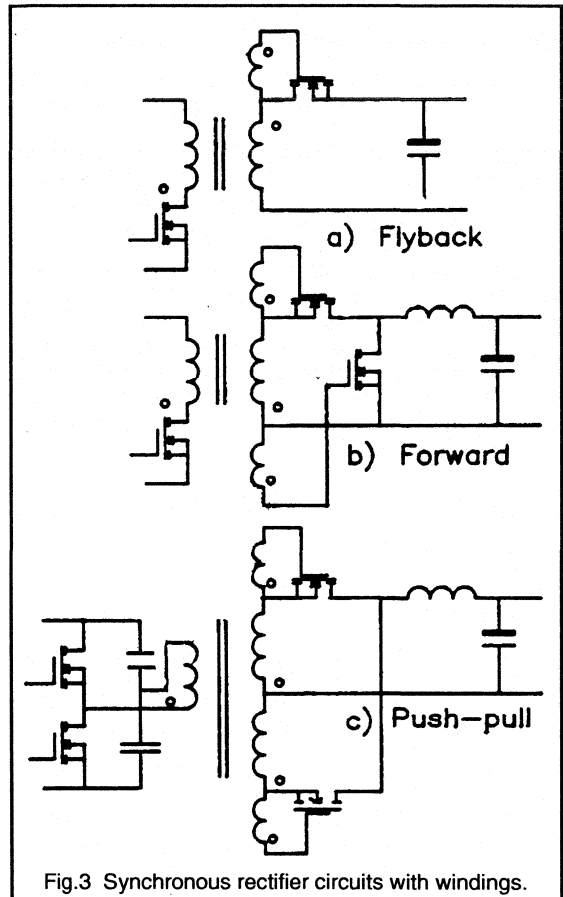 a) Flyback
b) Forward
c) Push-pull
Fig.3 Synchronous rectifier circuits with windings.